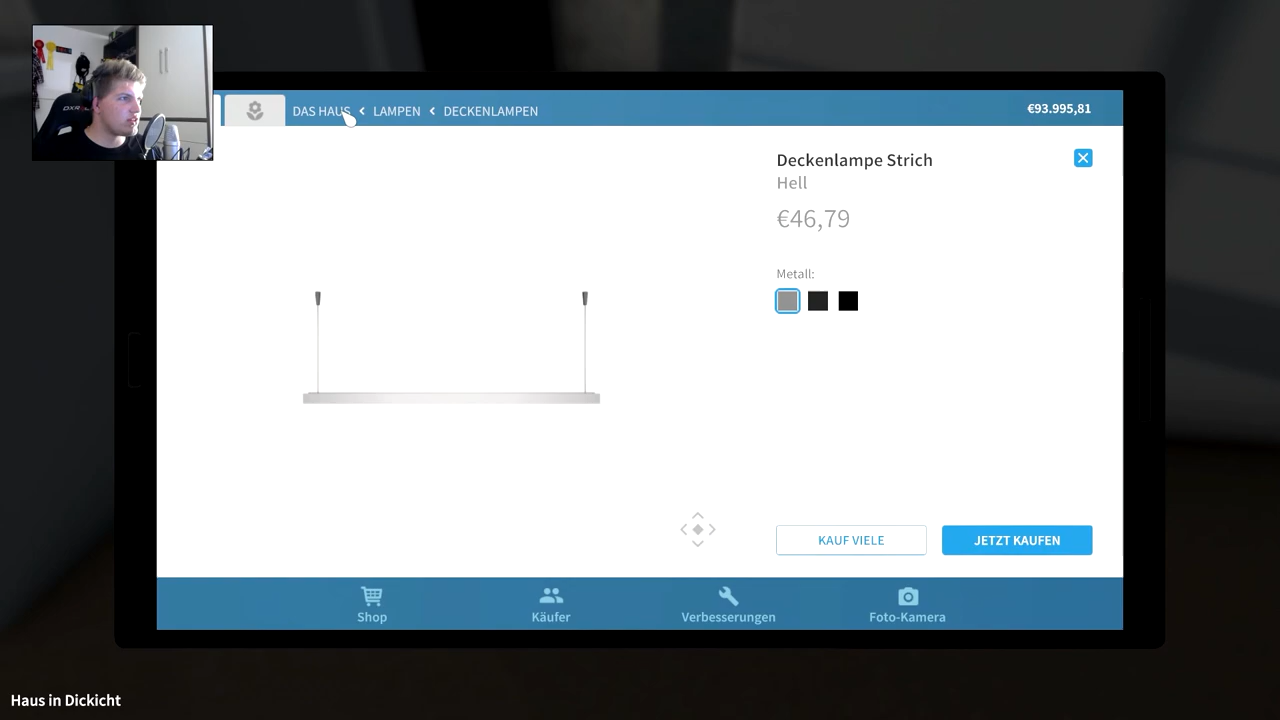 DXR
DAS HAUS < LAMPEN < DECKENLAMPEN
€93.995,81
Deckenlampe Strich
Hell
€46,79
Metall:
KAUF VIELE
JETZT KAUFEN
Shop
Käufer
Verbesserungen
Foto-Kamera
Haus in Dickicht